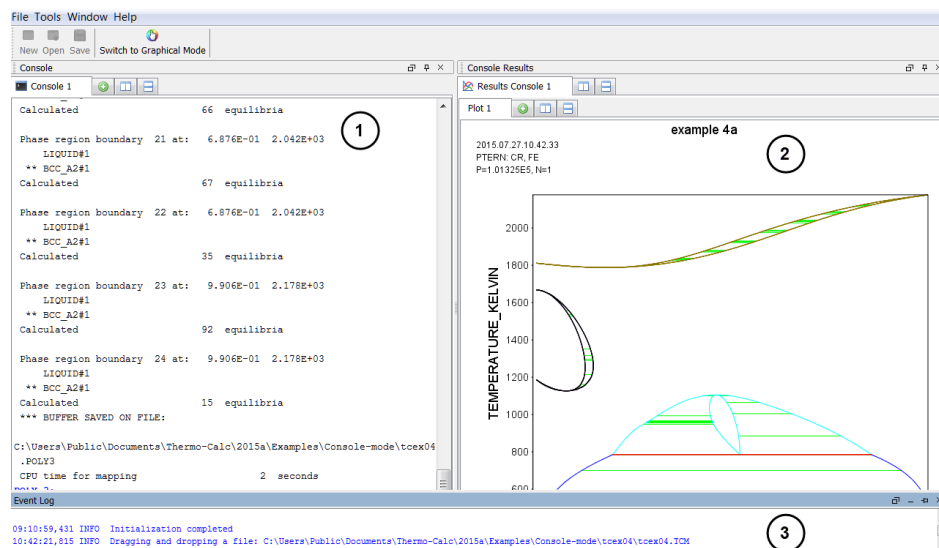 File Tools Window Help
New Open Save Switch to Graphical Mode
Console
Console 1
Calculated 66 equilibria
Phase region boundary 21 at: 6.876E-01 2.042E+03
LIQUID#1
** BCC_A2#1
Calculated 67 equilibria
Phase region boundary 22 at: 6.876E-01 2.042E+03
LIQUID#1
** BCC_A2#1
Calculated 35 equilibria
Phase region boundary 23 at: 9.906E-01 2.178E+03
LIQUID#1
** BCC_A2#1
Calculated 92 equilibria
Phase region boundary 24 at: 9.906E-01 2.178E+03
LIQUID#1
** BCC_A2#1
Calculated 15 equilibria
*** BUFFER SAVED ON FILE:
C:\Users\Public\Documents\Thermo-Calc\2015a\Examples\Console-mode\tcex04
.POLY3
CPU time for mapping 2 seconds
1
Console Results
Results Console 1
Plot 1
example 4a
2015.07.27.10.42.33
PTERN: CR, FE
P=1.01325E5, N=1
2
TEMPERATURE_KELVIN
2000
1800
1600
1400
1200
1000
800
600
Event Log
09:10:59,431 INFO Initialization completed
10:42:21,815 INFO Dragging and dropping a file: C:\Users\Public\Documents\Thermo-Calc\2015a\Examples\Console-mode\tcex04\tcex04.TCM
3